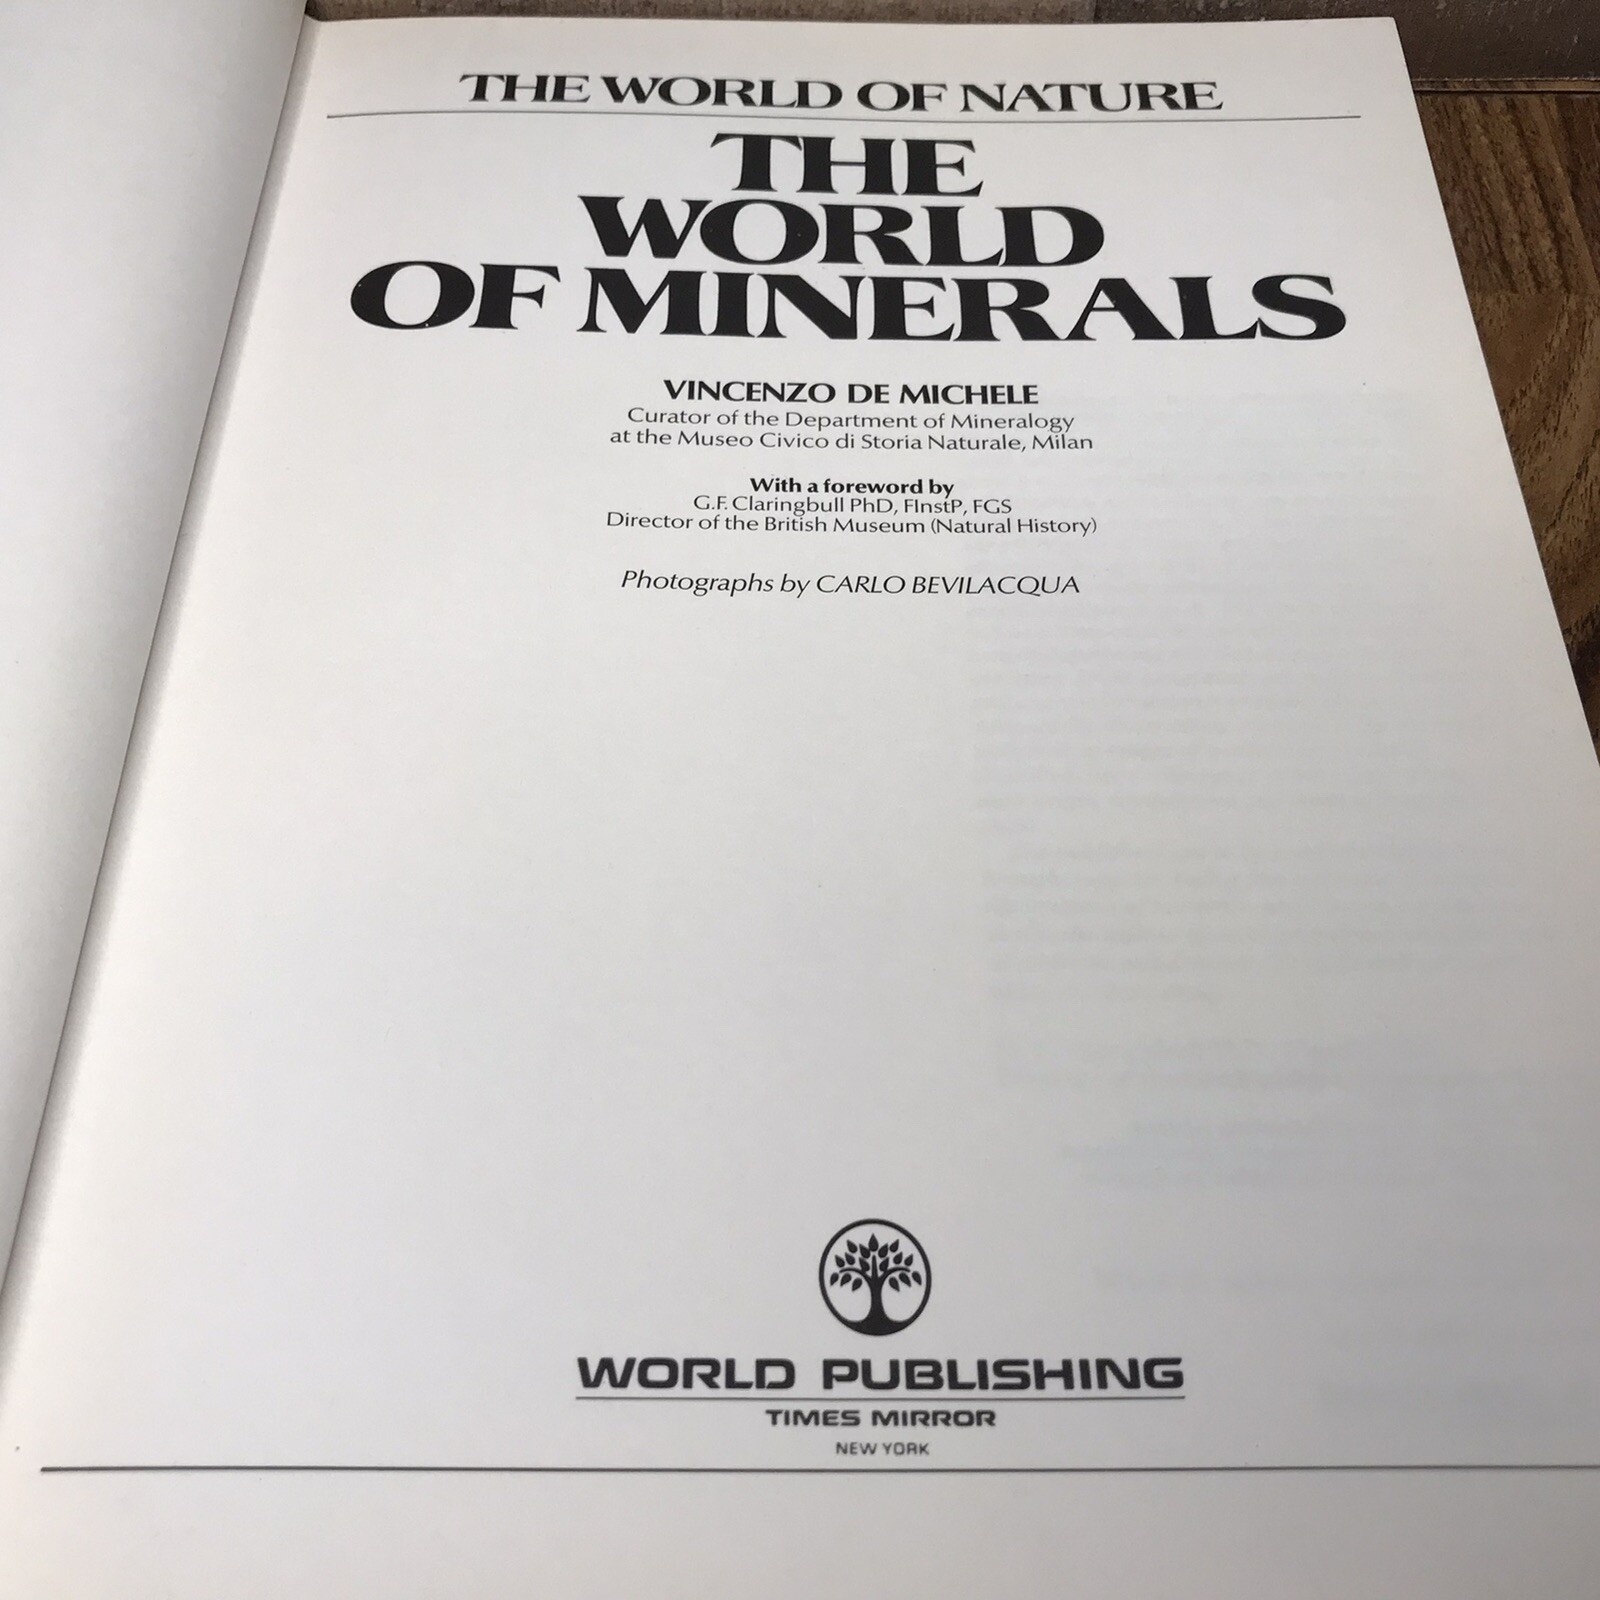 THE WORLD OF NATURE
THE
WORLD
OF MINERALS
VINCENZO DE MICHELE
Curator of the Department of Mineralogy
at the Museo Civico di Storia Naturale, Milan
With a foreword by
G.F. Claringbull PhD, FInstP, FGS
Director of the British Museum (Natural History)
Photographs by CARLO BEVILACQUA
WORLD PUBLISHING
TIMES MIRROR
NEW YORK